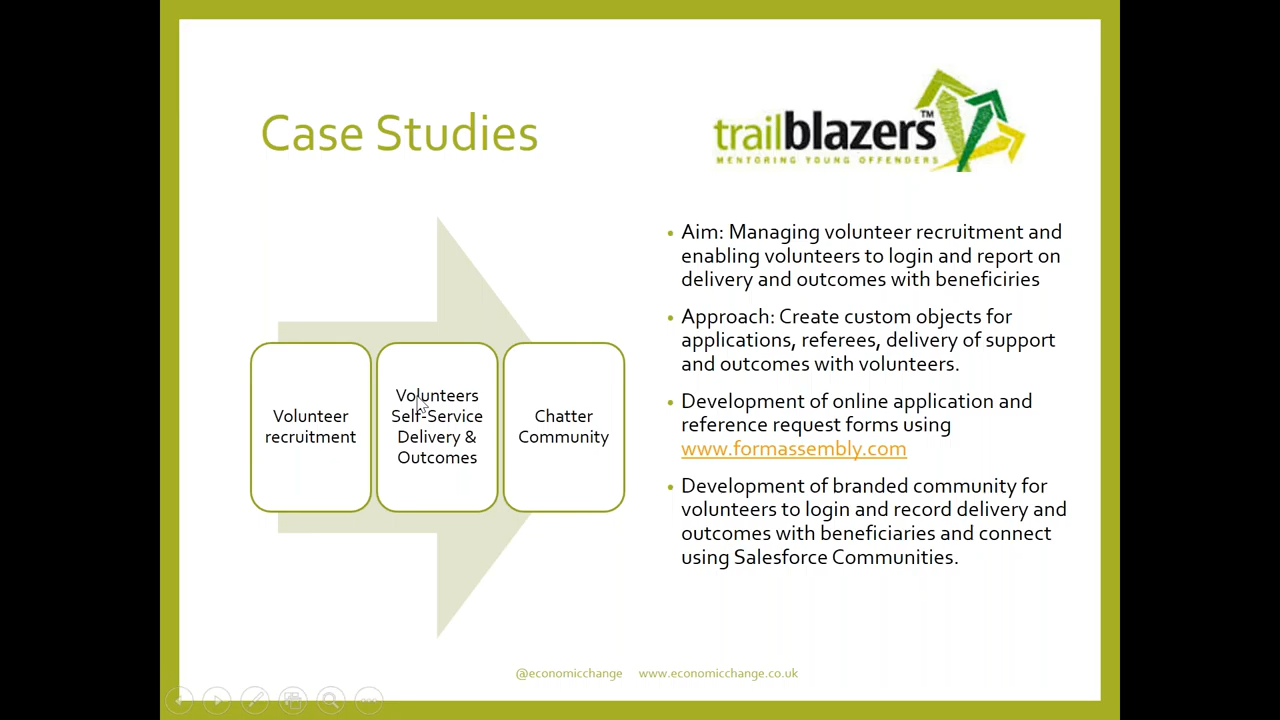 Case Studies
trailblazers™
MENTORING YOUNG OFFENDERS
Volunteer
recruitment
Volunteers
Self-Service
Delivery &
Outcomes
Chatter
Community
• Aim: Managing volunteer recruitment and
enabling volunteers to login and report on
delivery and outcomes with beneficiries
• Approach: Create custom objects for
applications, referees, delivery of support
and outcomes with volunteers.
• Development of online application and
reference request forms using
www.formassembly.com
• Development of branded community for
volunteers to login and record delivery and
outcomes with beneficiaries and connect
using Salesforce Communities.
@economicchange www.economicchange.co.uk